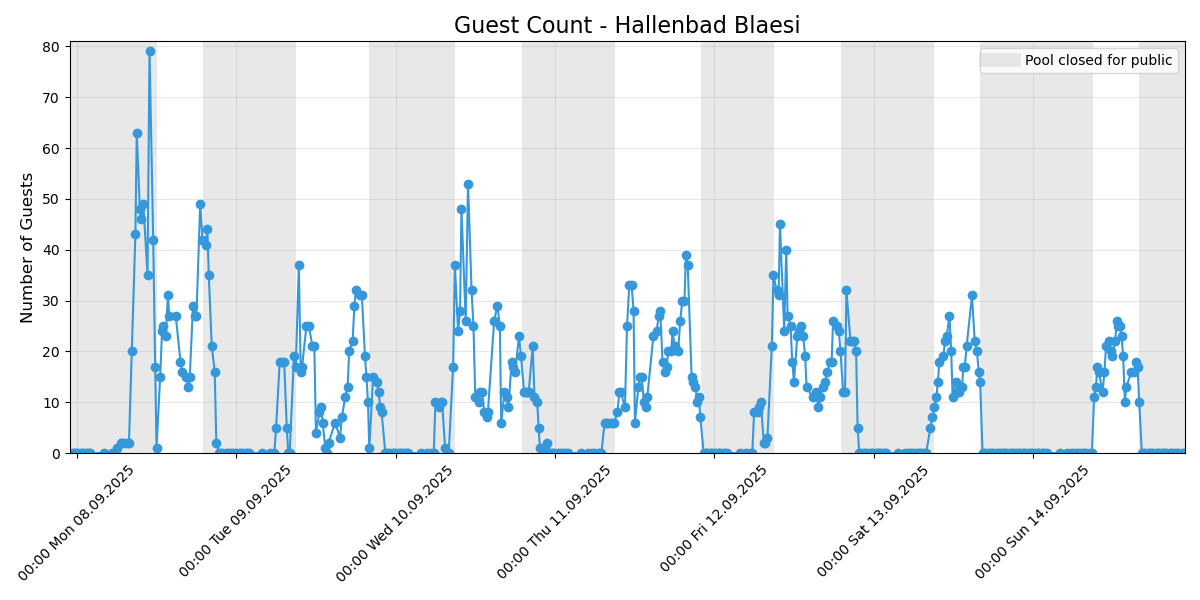 Guest Count - Hallenbad Blaesi
Pool closed for public
Number of Guests
80
70
60
50
40
30
20
10
0
00:00 Mon 08.09.2025
00:00 Tue 09.09.2025
00:00 Wed 10.09.2025
00:00 Thu 11.09.2025
00:00 Fri 12.09.2025
00:00 Sat 13.09.2025
00:00 Sun 14.09.2025